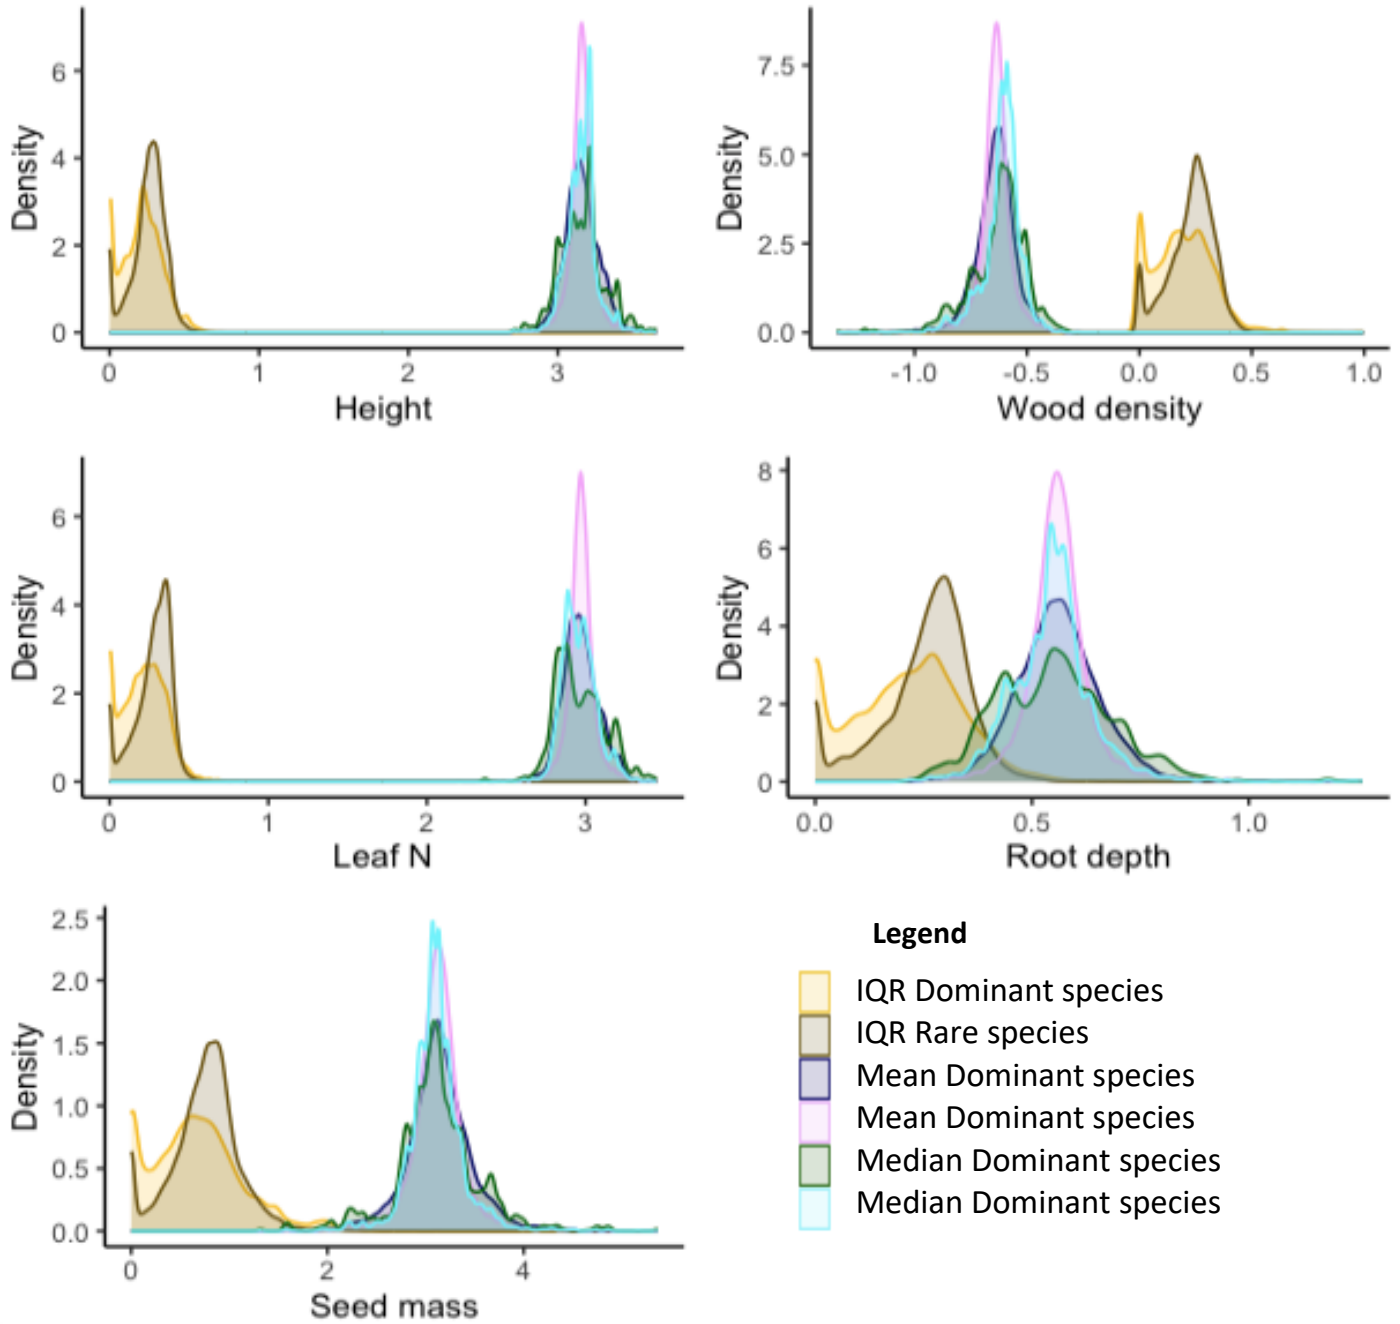 Density
6
4
2
0
0 1 2 3
Height
Density
7.5
5.0
2.5
0.0
-1.0 -0.5 0.0 0.5 1.0
Wood density
Density
6
4
2
0
0 1 2 3
Leaf N
Density
8
6
4
2
0
0.0 0.5 1.0
Root depth
Density
2.5
2.0
1.5
1.0
0.5
0.0
0 2 4
Seed mass
Legend
IQR Dominant species
IQR Rare species
Mean Dominant species
Mean Dominant species
Median Dominant species
Median Dominant species